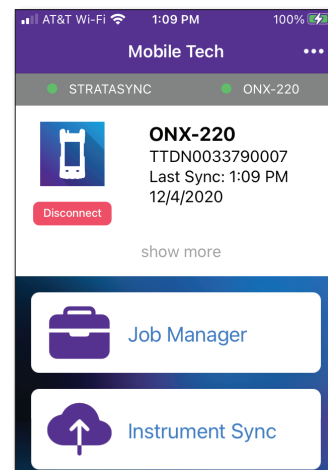 AT&T Wi-Fi 1:09 PM 100%
Mobile Tech
STRATASYNC ONX-220
ONX-220
TTDN0033790007
Last Sync: 1:09 PM
12/4/2020
Disconnect
show more
Job Manager
Instrument Sync